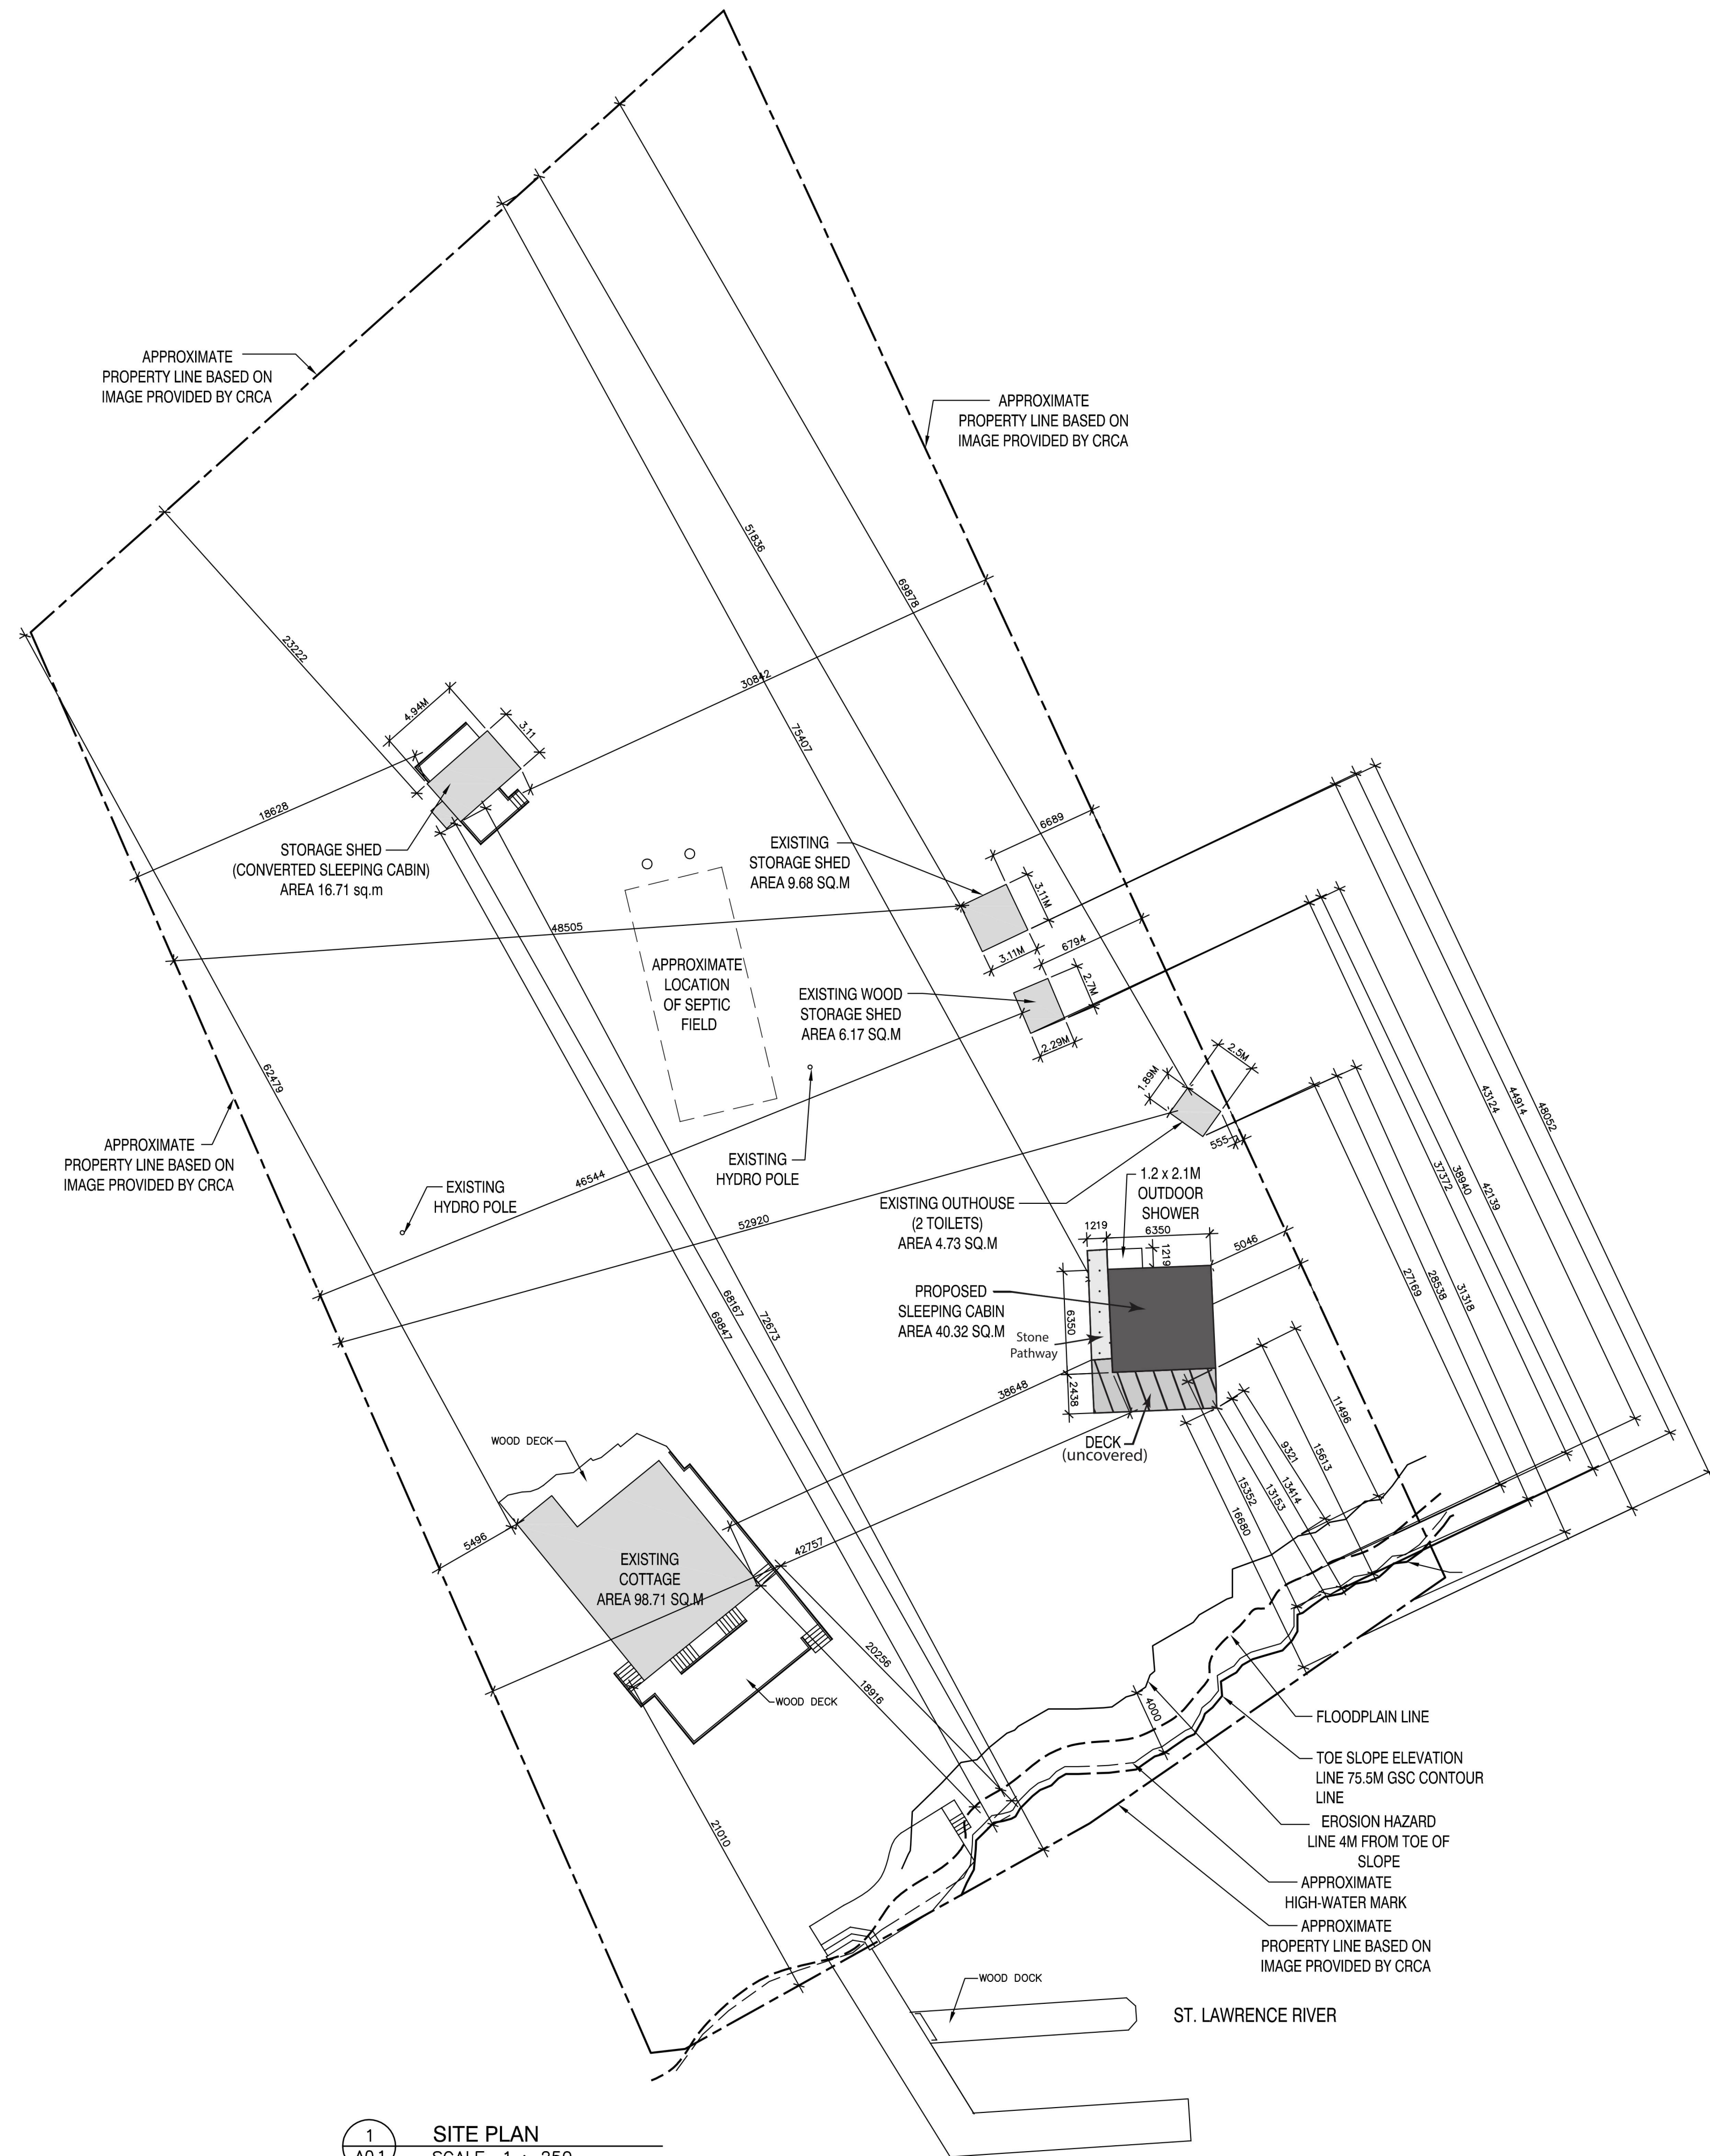 APPROXIMATE
PROPERTY LINE BASED ON
IMAGE PROVIDED BY CRCA
APPROXIMATE
PROPERTY LINE BASED ON
IMAGE PROVIDED BY CRCA
51836
69878
23222
30842
75407
4.94M
3.11
18628
STORAGE SHED
(CONVERTED SLEEPING CABIN)
AREA 16.71 sq.m
EXISTING
STORAGE SHED
AREA 9.68 SQ.M
6689
3.11M
3.11M
6794
48505
APPROXIMATE
LOCATION
OF SEPTIC
FIELD
EXISTING WOOD
STORAGE SHED
AREA 6.17 SQ.M
2.7M
2.29M
62479
2.5M
1.89M
555
43124
44914
48052
37372
38940
42139
27169
28538
31318
APPROXIMATE
PROPERTY LINE BASED ON
IMAGE PROVIDED BY CRCA
EXISTING
HYDRO POLE
EXISTING
HYDRO POLE
46544
52920
EXISTING OUTHOUSE
(2 TOILETS)
AREA 4.73 SQ.M
1.2 x 2.1M
OUTDOOR
SHOWER
1219
6350
1219
5046
PROPOSED
SLEEPING CABIN
AREA 40.32 SQ.M
Stone
Pathway
6350
2438
68167
72673
69847
38648
DECK
(uncovered)
11496
15613
9321
13414
13153
15352
16680
WOOD DECK
5496
42757
EXISTING
COTTAGE
AREA 98.71 SQ.M
20256
18916
WOOD DECK
4000
21010
FLOODPLAIN LINE
TOE SLOPE ELEVATION
LINE 75.5M GSC CONTOUR
LINE
EROSION HAZARD
LINE 4M FROM TOE OF
SLOPE
APPROXIMATE
HIGH-WATER MARK
APPROXIMATE
PROPERTY LINE BASED ON
IMAGE PROVIDED BY CRCA
WOOD DOCK
ST. LAWRENCE RIVER
1
A0.1
SITE PLAN
SCALE 1 : 250